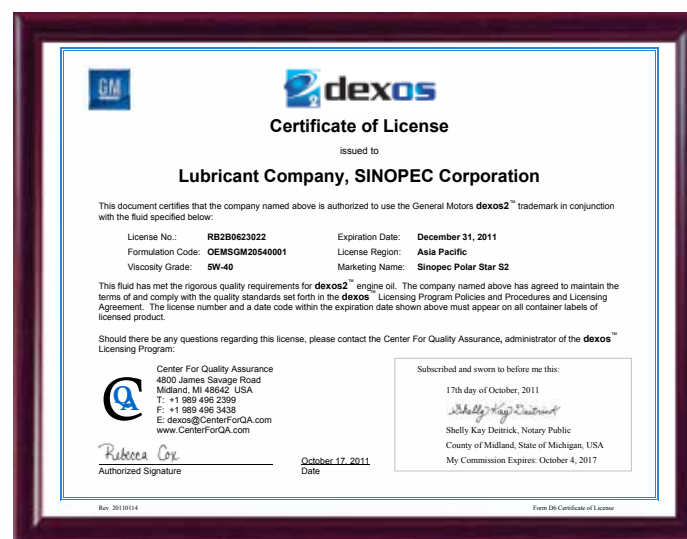 GM
2 dexos
Certificate of License
issued to
Lubricant Company, SINOPEC Corporation
This document certifies that the company named above is authorized to use the General Motors dexos2™ trademark in conjunction
with the fluid specified below:
License No.: RB2B0623022 Expiration Date: December 31, 2011
Formulation Code: OEMSGM20540001 License Region: Asia Pacific
Viscosity Grade: 5W-40 Marketing Name: Sinopec Polar Star S2
This fluid has met the rigorous quality requirements for dexos2™ engine oil. The company named above has agreed to maintain the
terms of and comply with the quality standards set forth in the dexos™ Licensing Program Policies and Procedures and Licensing
Agreement. The license number and a date code within the expiration date shown above must appear on all container labels of
licensed product.
Should there be any questions regarding this license, please contact the Center For Quality Assurance, administrator of the dexos™
Licensing Program:
CQA
Center For Quality Assurance
4800 James Savage Road
Midland, MI 48642 USA
T: +1 989 496 2399
F: +1 989 496 3438
E: dexos@CenterForQA.com
www.CenterForQA.com
Rebecca Cox
Authorized Signature
October 17, 2011
Date
Subscribed and sworn to before me this:
17th day of October, 2011
Shelly Kay Deitrick
Shelly Kay Deitrick, Notary Public
County of Midland, State of Michigan, USA
My Commission Expires: October 4, 2017
Rev. 20110114
Form D6 Certificate of License